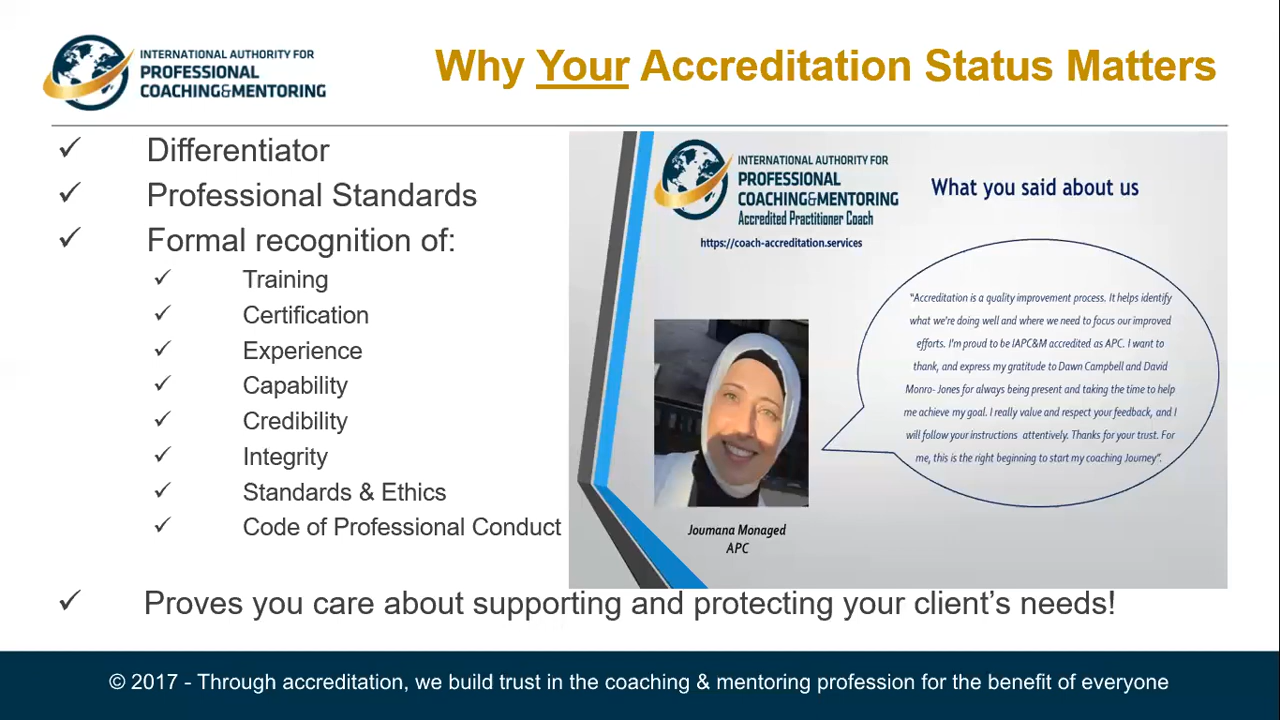 INTERNATIONAL AUTHORITY FOR
PROFESSIONAL
COACHING&MENTORING
Why Your Accreditation Status Matters
✓ Differentiator
✓ Professional Standards
✓ Formal recognition of:
✓ Training
✓ Certification
✓ Experience
✓ Capability
✓ Credibility
✓ Integrity
✓ Standards & Ethics
✓ Code of Professional Conduct
INTERNATIONAL AUTHORITY FOR
PROFESSIONAL
COACHING&MENTORING
Accredited Practitioner Coach
https://coach-accreditation.services
What you said about us
"Accreditation is a quality improvement process. It helps identify
what we're doing well and where we need to focus our improved
efforts. I'm proud to be IAPC&M accredited as APC. I want to
thank, and express my gratitude to Dawn Campbell and David
Monro- Jones for always being present and taking the time to help
me achieve my goal. I really value and respect your feedback, and I
will follow your instructions attentively. Thanks for your trust. For
me, this is the right beginning to start my coaching Journey".
Joumana Monaged
APC
✓ Proves you care about supporting and protecting your client's needs!
© 2017 - Through accreditation, we build trust in the coaching & mentoring profession for the benefit of everyone